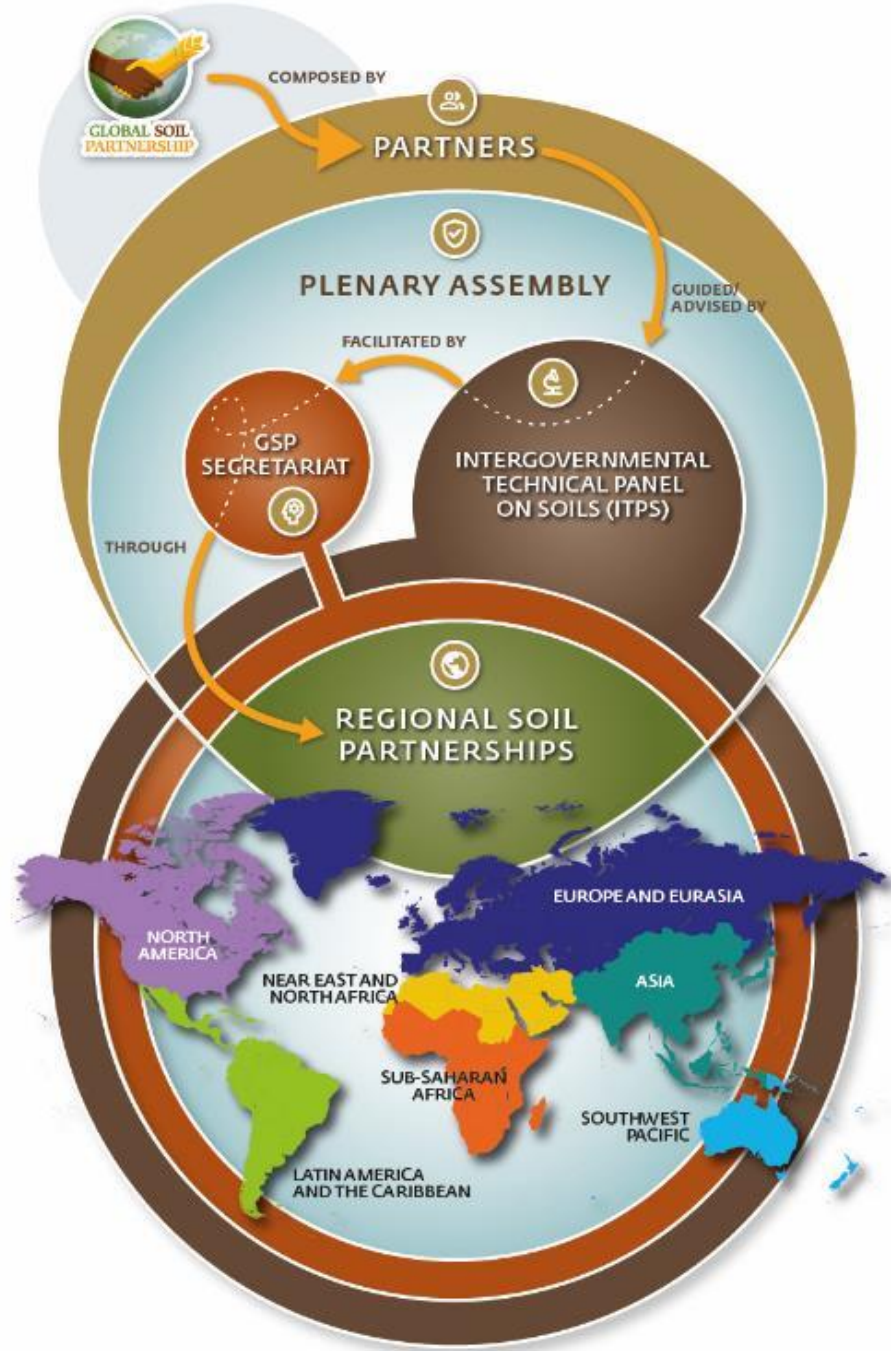 GLOBAL SOIL
PARTNERSHIP
COMPOSED BY
PARTNERS
PLENARY ASSEMBLY
GUIDED/
ADVISED BY
FACILITATED BY
GSP
SECRETARIAT
INTERGOVERNMENTAL
TECHNICAL PANEL
ON SOILS (ITPS)
THROUGH
REGIONAL SOIL
PARTNERSHIPS
EUROPE AND EURASIA
NORTH
AMERICA
NEAR EAST AND
NORTH AFRICA
ASIA
SUB-SAHARAN
AFRICA
SOUTHWEST
PACIFIC
LATIN AMERICA
AND THE CARIBBEAN